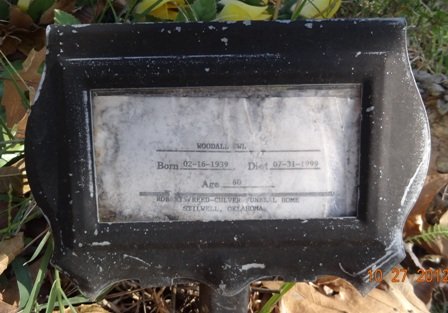 WOODALL OWL
Born 02-16-1939 Died 07-31-1999
Age 60
ROBERTS/REED-CULVER FUNERAL HOME
STILWELL, OKLAHOMA
10 27 2012